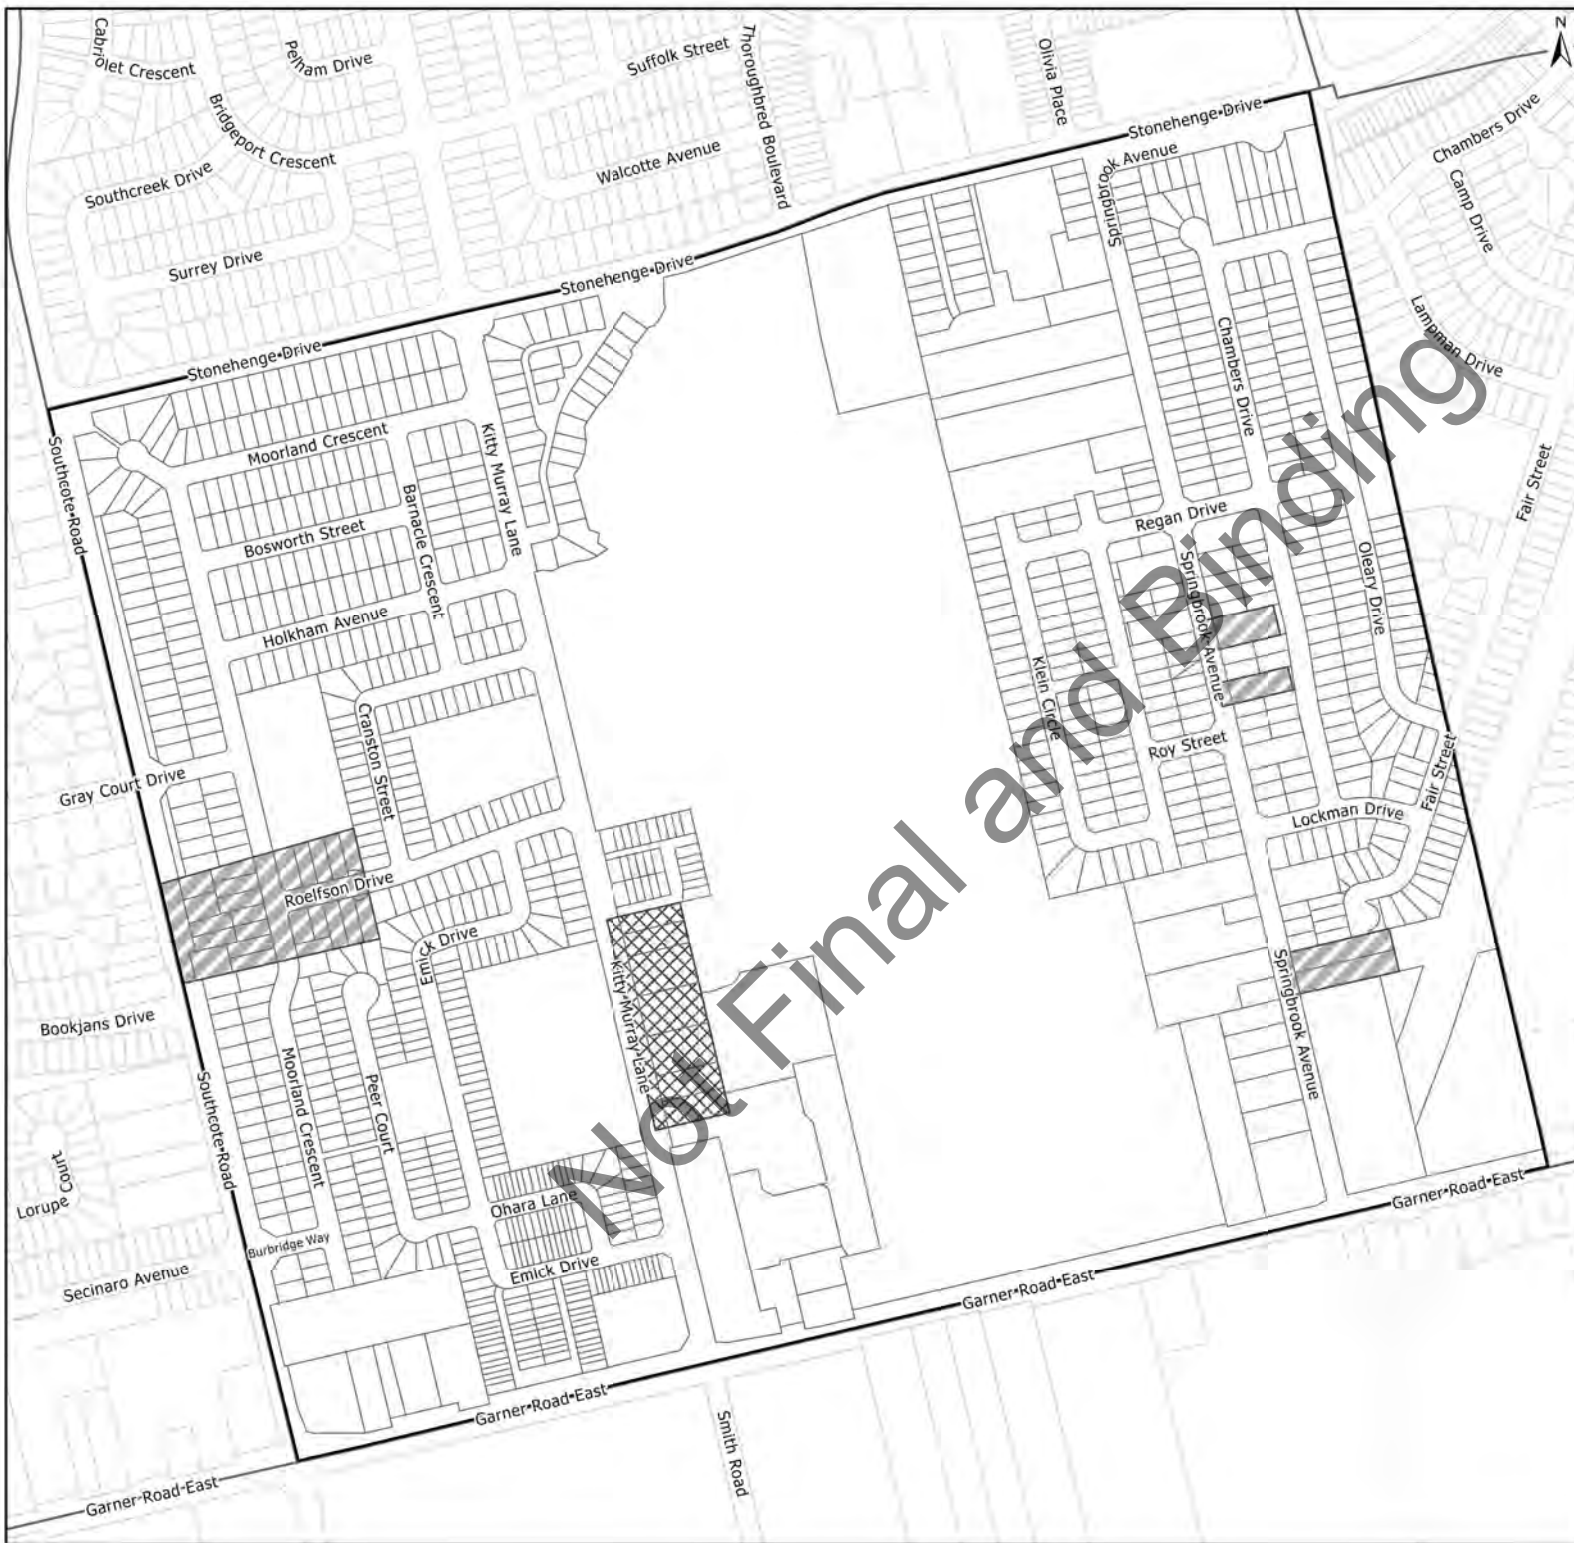 N
Cabriolet Crescent
Pelham Drive
Suffolk Street
Thoroughbred Boulevard
Olivia Place
Stonehenge Drive
Chambers Drive
Bridgeport Crescent
Walcotte Avenue
Springbrook Avenue
Springbrook
Southcreek Drive
Camp Drive
Surrey Drive
Stonehenge Drive
Lampman Drive
Stonehenge Drive
Chambers Drive
Moorland Crescent
Kitty Murray Lane
Southcote Road
Barnacle Crescent
Fair Street
Bosworth Street
Regan Drive
Springbrook Avenue
Oleary Drive
Holkham Avenue
Klein Circle
Cranston Street
Roy Street
Gray Court Drive
Fair Street
Lockman Drive
Roelfson Drive
Emick Drive
Kitty Murray Lane
Springbrook Avenue
Bookjans Drive
Moorland Crescent
Peer Court
Southcote Road
Lorupe Court
Ohara Lane
Garner Road East
Burbridge Way
Emick Drive
Secinaro Avenue
Garner Road East
Garner Road East
Smith Road
Garner Road East
Not Final and Binding